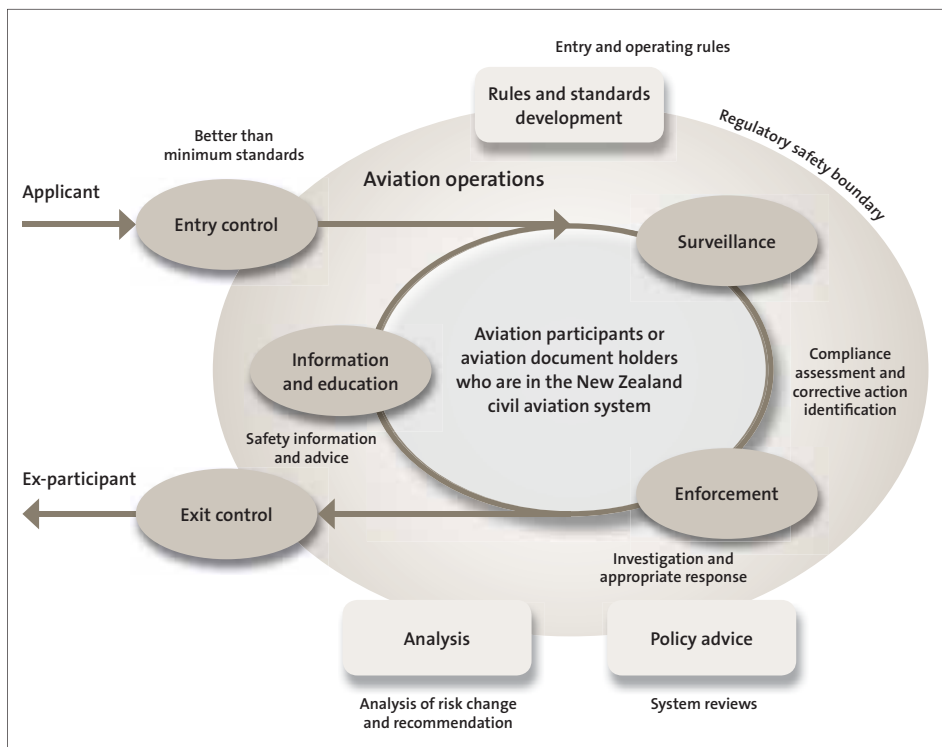 Entry and operating rules
Rules and standards
development
Regulatory safety boundary
Better than
minimum standards
Applicant
Aviation operations
Entry control
Surveillance
Aviation participants or
aviation document holders
who are in the New Zealand
civil aviation system
Information
and education
Compliance
assessment and
corrective action
identification
Safety information
and advice
Ex-participant
Exit control
Enforcement
Investigation and
appropriate response
Analysis
Policy advice
Analysis of risk change
and recommendation
System reviews